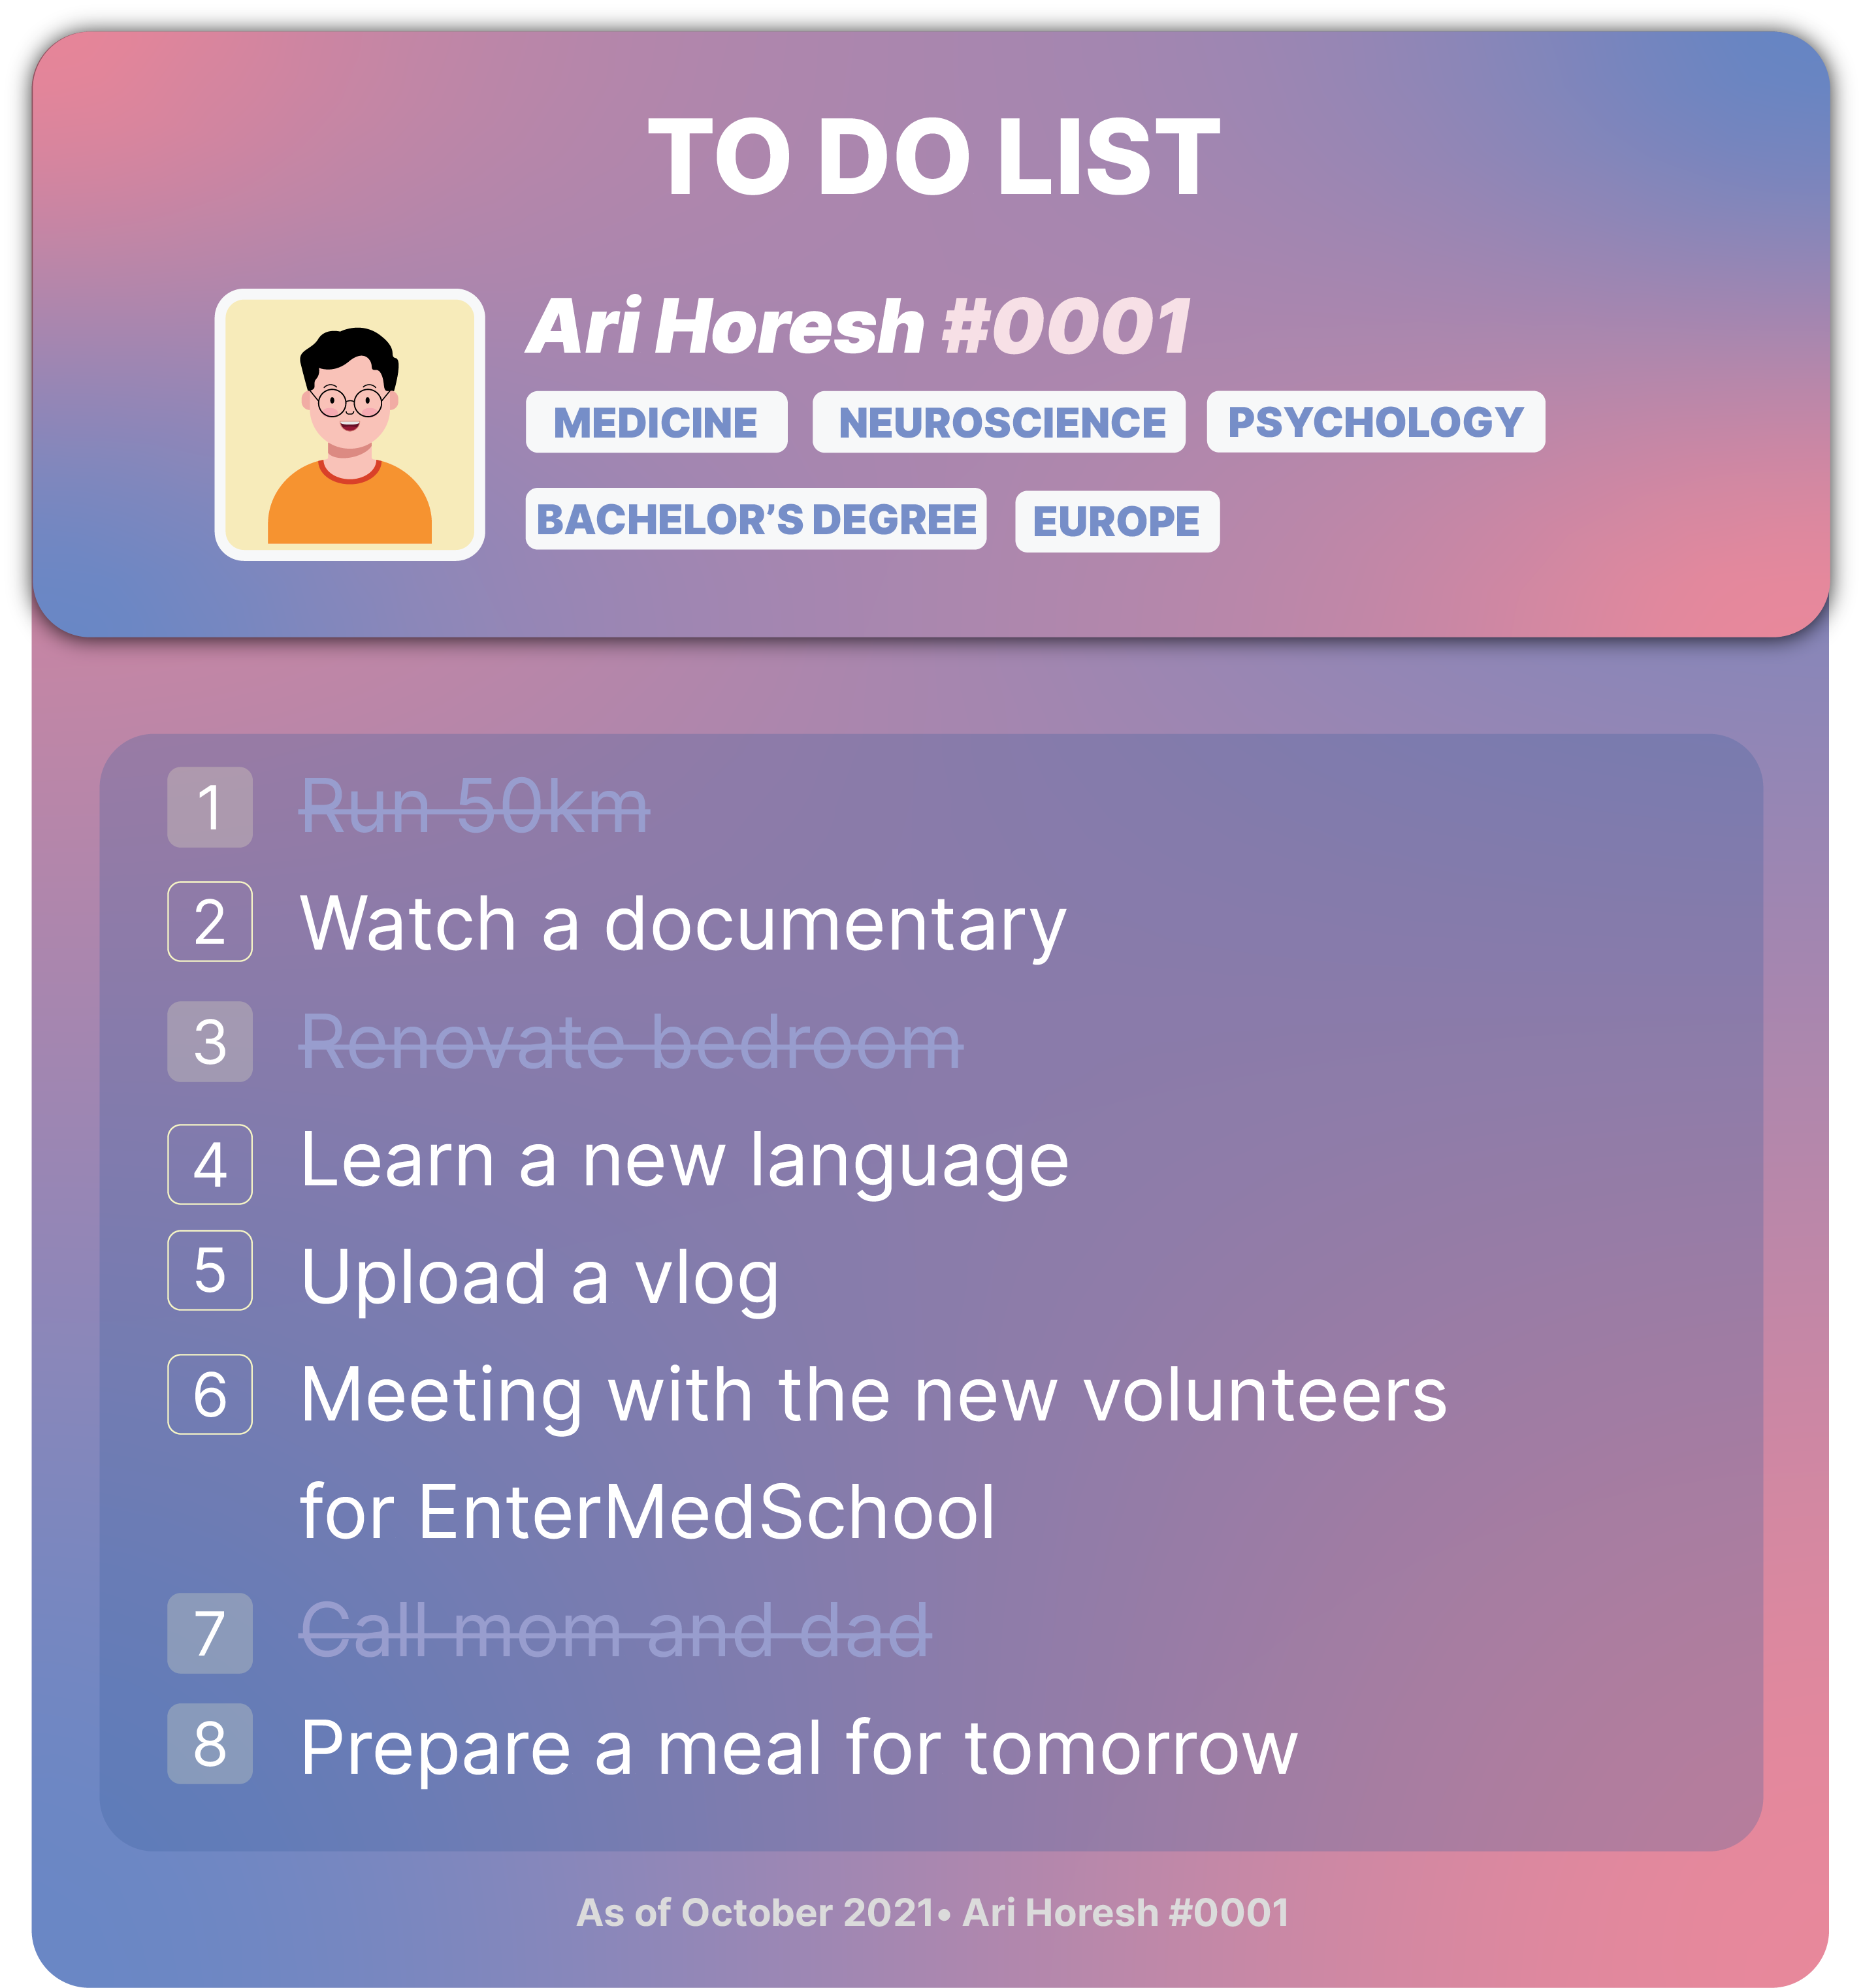 TO DO LIST
Ari Horesh #0001
MEDICINE NEUROSCIENCE PSYCHOLOGY
BACHELOR'S DEGREE EUROPE
1 Run 50km
2 Watch a documentary
3 Renovate bedroom
4 Learn a new language
5 Upload a vlog
6 Meeting with the new volunteers
for EnterMedSchool
7 Call mom and dad
8 Prepare a meal for tomorrow
As of October 2021• Ari Horesh #0001